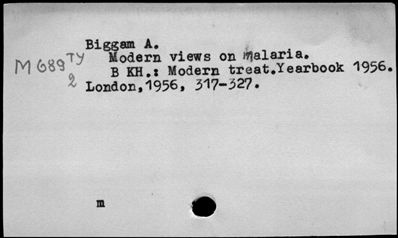 Biggam A.
M 689 TY
2
Modern views on malaria.
B KH.: Modern treat.Yearbook 1956.
London,1956, 317-327.
m